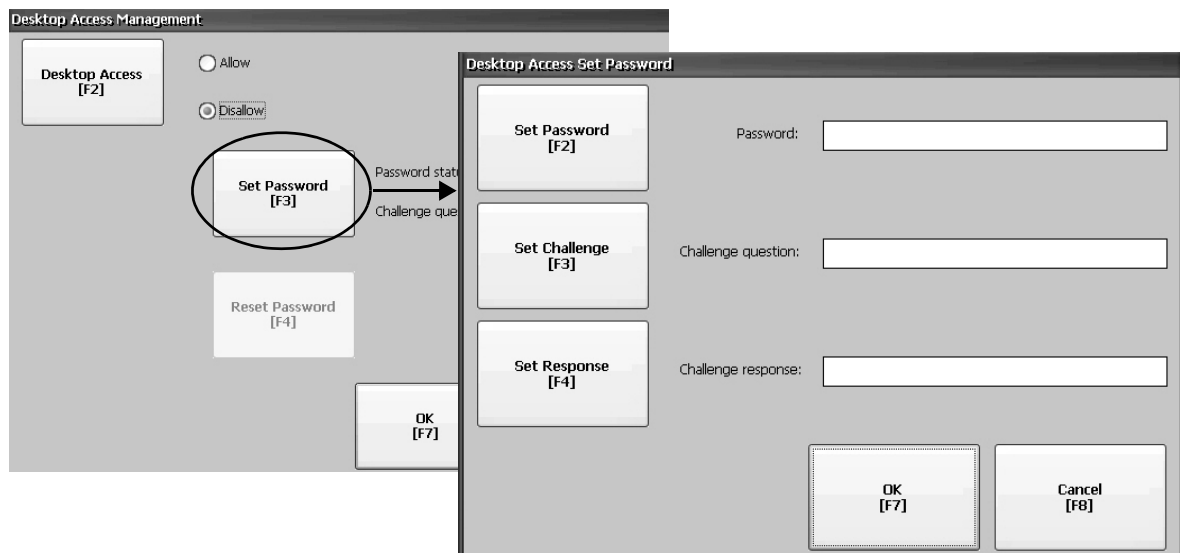 Desktop Access Management
Desktop Access
[F2]
Allow
Disallow
Set Password
[F3]
Password
Challenge
Reset Password
[F4]
OK
[F7]
Desktop Access Set Password
Set Password
[F2]
Password:
Set Challenge
[F3]
Challenge question:
Set Response
[F4]
Challenge response:
OK
[F7]
Cancel
[F8]